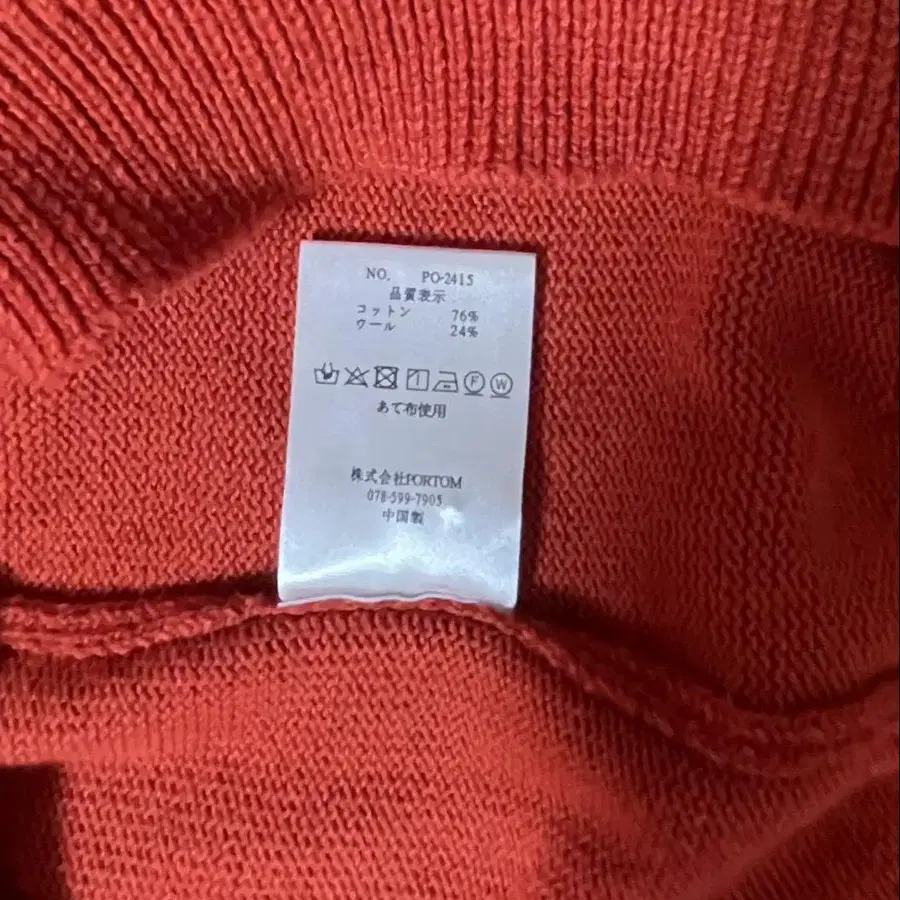 NO. PO-2415
品質表示
コットン 76%
ウール 24%
F W
あて布使用
株式会社PORTOM
078-599-7905
中国製